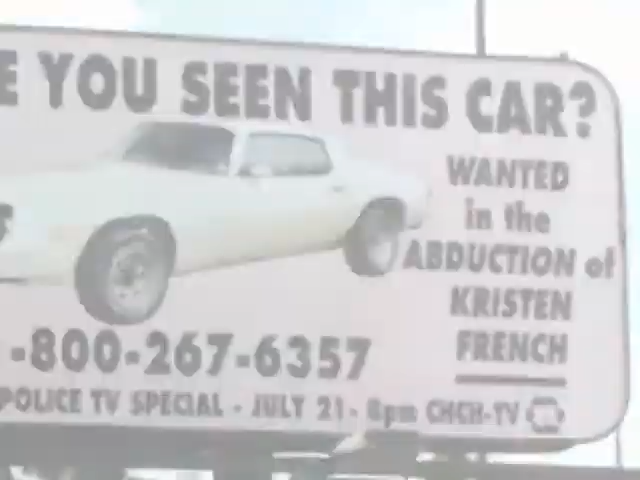 E YOU SEEN THIS CAR?
WANTED
in the
ABDUCTION of
KRISTEN
FRENCH
-800-267-6357
POLICE TV SPECIAL - JULY 21 - 8pm CHCH-TV